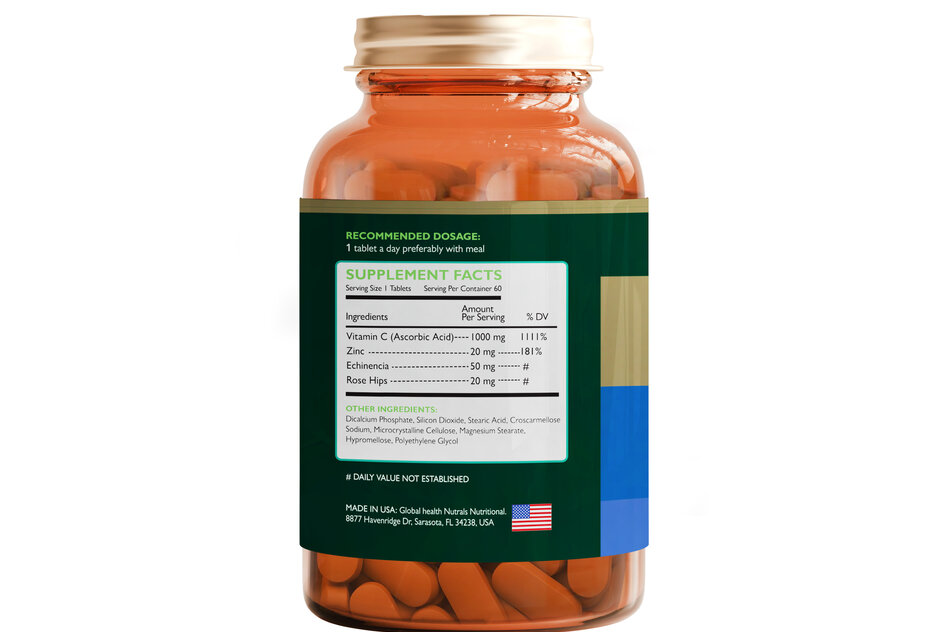 RECOMMENDED DOSAGE:
1 tablet a day preferably with meal
SUPPLEMENT FACTS
Serving Size 1 Tablets Serving Per Container 60
Amount
Ingredients Per Serving % DV
Vitamin C (Ascorbic Acid)---- 1000 mg 1111%
Zinc ------------------------- 20 mg ------181%
Echinencia -------------------- 50 mg ------ #
Rose Hips -------------------- 20 mg ------ #
OTHER INGREDIENTS:
Dicalcium Phosphate, Silicon Dioxide, Stearic Acid, Croscarmellose
Sodium, Microcrystalline Cellulose, Magnesium Stearate,
Hypromellose, Polyethylene Glycol
# DAILY VALUE NOT ESTABLISHED
MADE IN USA: Global health Nutrals Nutritional.
8877 Havenridge Dr, Sarasota, FL 34238, USA